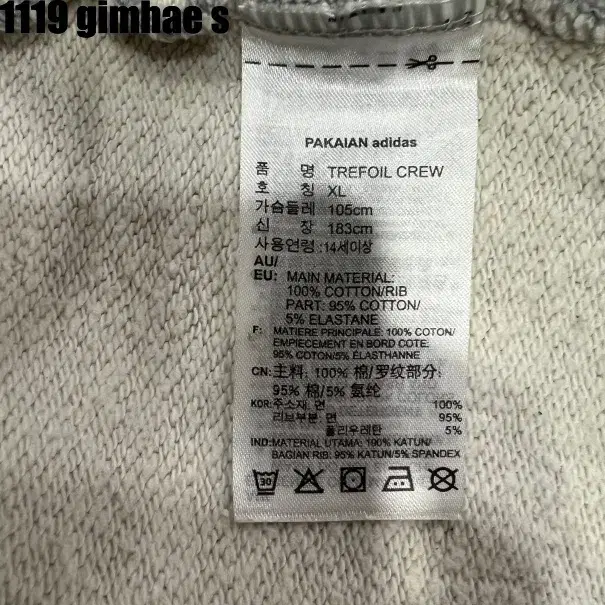 1119 gimhae s
PAKAIAN adidas
품 명 TREFOIL CREW
호 칭 XL
가슴둘레 105cm
신 장 183cm
사용연령:14세이상
AU/
EU: MAIN MATERIAL:
100% COTTON/RIB
PART: 95% COTTON/
5% ELASTANE
F: MATIERE PRINCIPALE: 100% COTON/
EMPIECEMENT EN BORD COTE:
95% COTON/5% ÉLASTHANNE
CN:主料: 100% 棉/罗纹部分:
95% 棉/5% 氨纶
KOR:주소재: 면 100%
리브부분: 면 95%
폴리우레탄 5%
IND:MATERIAL UTAMA: 100% KATUN/
BAGIAN RIB: 95% KATUN/5% SPANDEX
30